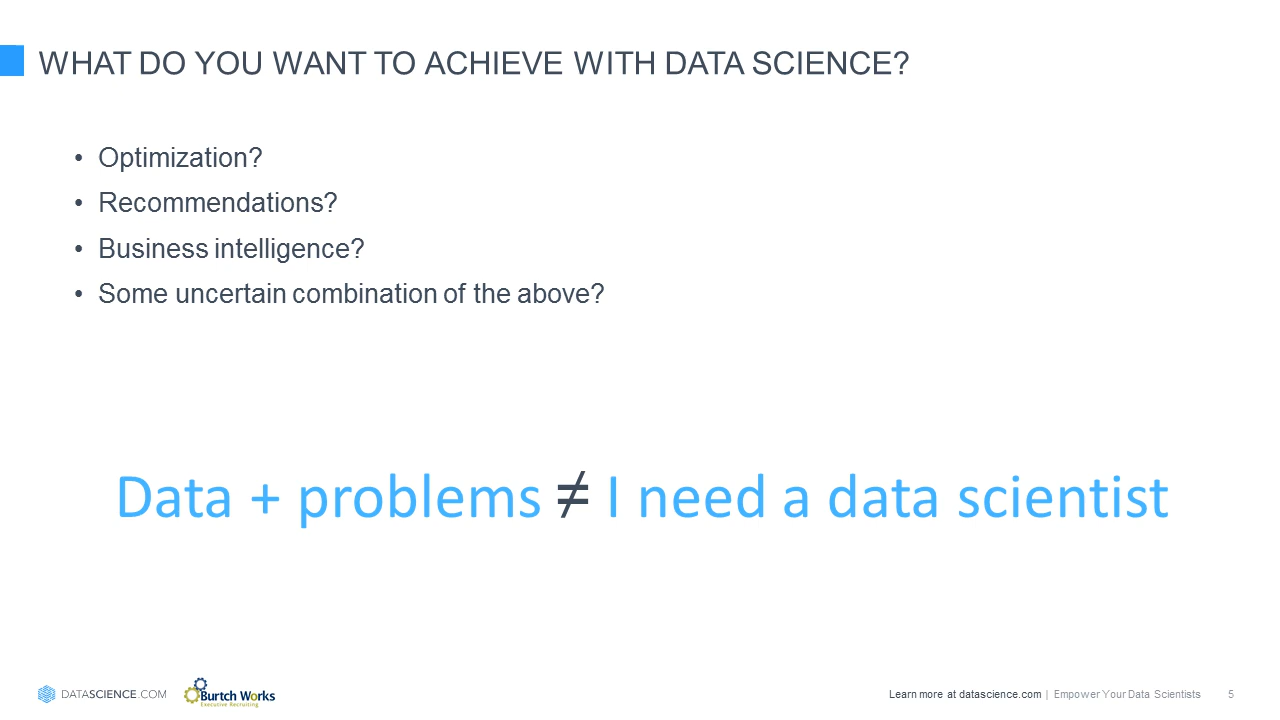 WHAT DO YOU WANT TO ACHIEVE WITH DATA SCIENCE?
• Optimization?
• Recommendations?
• Business intelligence?
• Some uncertain combination of the above?
Data + problems ≠ I need a data scientist
DATASCIENCE.COM
Burtch Works
Executive Recruiting
Learn more at datascience.com | Empower Your Data Scientists 5